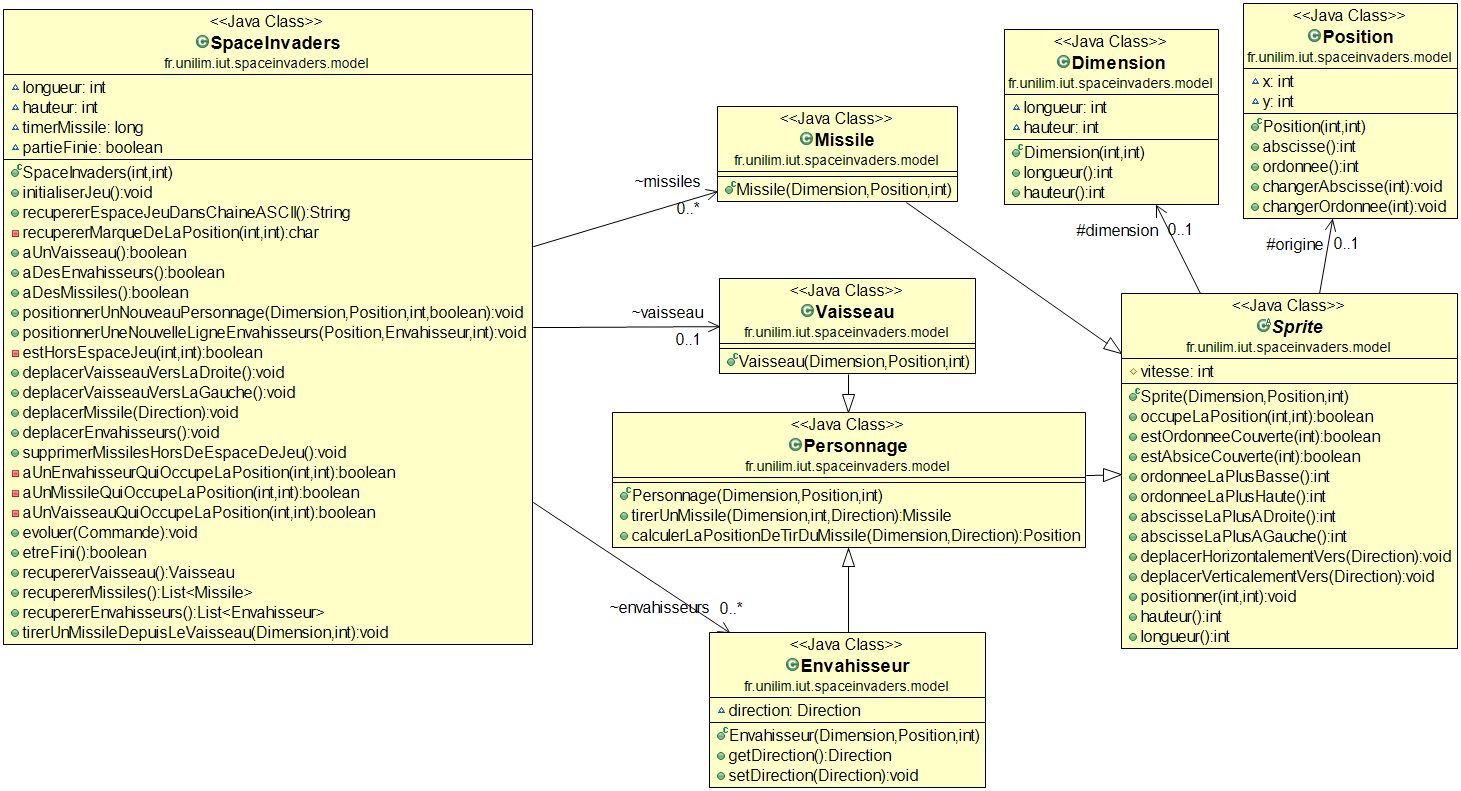 <<Java Class>>
SpaceInvaders
fr.unilim.iut.spaceinvaders.model
longueur: int
hauteur: int
timerMissile: long
partieFinie: boolean
SpaceInvaders(int,int)
initialiserJeu():void
recupererEspaceJeuDansChaineASCII():String
recupererMarqueDeLaPosition(int,int):char
aUnVaisseau():boolean
aDesEnvahisseurs():boolean
aDesMissiles():boolean
positionnerUnNouveauPersonnage(Dimension,Position,int,boolean):void
positionnerUneNouvelleLigneEnvahisseurs(Position,Envahisseur,int):void
estHorsEspaceJeu(int,int):boolean
deplacerVaisseauVersLaDroite():void
deplacerVaisseauVersLaGauche():void
deplacerMissile(Direction):void
deplacerEnvahisseurs():void
supprimerMissilesHorsDeEspaceDeJeu():void
aUnEnvahisseurQuiOccupeLaPosition(int,int):boolean
aUnMissileQuiOccupeLaPosition(int,int):boolean
aUnVaisseauQuiOccupeLaPosition(int,int):boolean
evoluer(Commande):void
etreFini():boolean
recupererVaisseau():Vaisseau
recupererMissiles():List<Missile>
recupererEnvahisseurs():List<Envahisseur>
tirerUnMissileDepuisLeVaisseau(Dimension,int):void
~missiles
0..*
~vaisseau
0..1
~envahisseurs 0..*
<<Java Class>>
Missile
fr.unilim.iut.spaceinvaders.model
Missile(Dimension,Position,int)
<<Java Class>>
Vaisseau
fr.unilim.iut.spaceinvaders.model
Vaisseau(Dimension,Position,int)
<<Java Class>>
Personnage
fr.unilim.iut.spaceinvaders.model
Personnage(Dimension,Position,int)
tirerUnMissile(Dimension,int,Direction):Missile
calculerLaPositionDeTirDuMissile(Dimension,Direction):Position
<<Java Class>>
Envahisseur
fr.unilim.iut.spaceinvaders.model
direction: Direction
Envahisseur(Dimension,Position,int)
getDirection():Direction
setDirection(Direction):void
<<Java Class>>
Dimension
fr.unilim.iut.spaceinvaders.model
longueur: int
hauteur: int
Dimension(int,int)
longueur():int
hauteur():int
<<Java Class>>
Position
fr.unilim.iut.spaceinvaders.model
x: int
y: int
Position(int,int)
abscisse():int
ordonnee():int
changerAbscisse(int):void
changerOrdonnee(int):void
#dimension 0..1
#origine 0..1
<<Java Class>>
Sprite
fr.unilim.iut.spaceinvaders.model
vitesse: int
Sprite(Dimension,Position,int)
occupeLaPosition(int,int):boolean
estOrdonneeCouverte(int):boolean
estAbsiceCouverte(int):boolean
ordonneeLaPlusBasse():int
ordonneeLaPlusHaute():int
abscisseLaPlusADroite():int
abscisseLaPlusAGauche():int
deplacerHorizontalementVers(Direction):void
deplacerVerticalementVers(Direction):void
positionner(int,int):void
hauteur():int
longueur():int